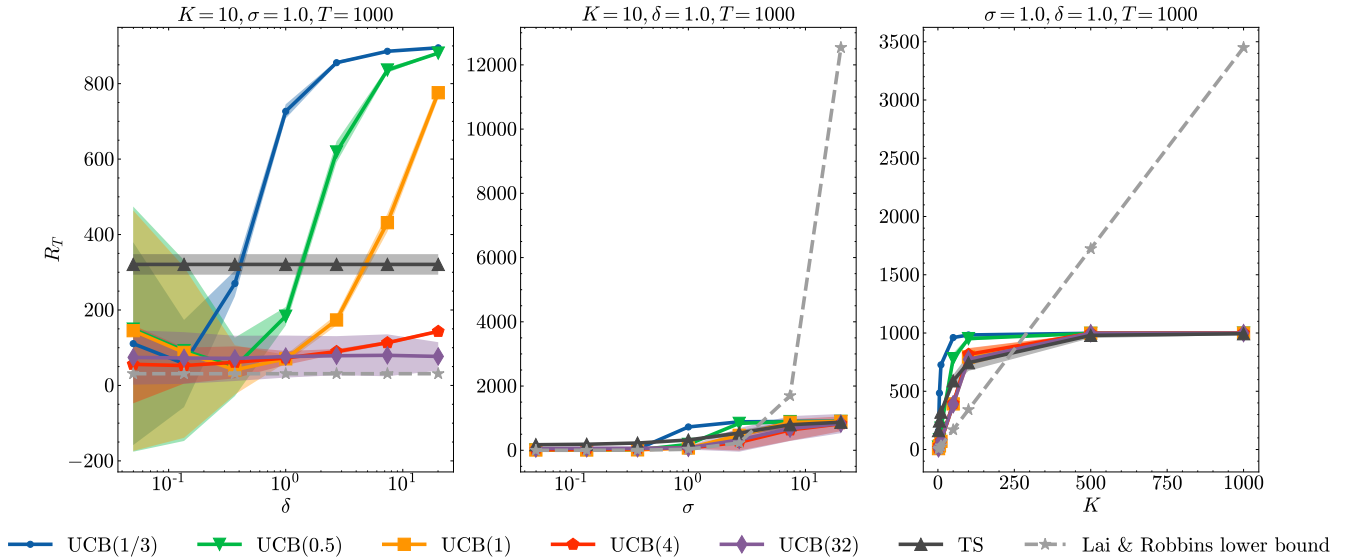 K = 10, σ = 1.0, T = 1000
K = 10, δ = 1.0, T = 1000
σ = 1.0, δ = 1.0, T = 1000
R_T
800
600
400
200
0
−200
10^{-1}
10^{0}
10^{1}
δ
12000
10000
8000
6000
4000
2000
0
10^{-1}
10^{0}
10^{1}
σ
3500
3000
2500
2000
1500
1000
500
0
0
250
500
750
1000
K
UCB(1/3)
UCB(0.5)
UCB(1)
UCB(4)
UCB(32)
TS
Lai & Robbins lower bound